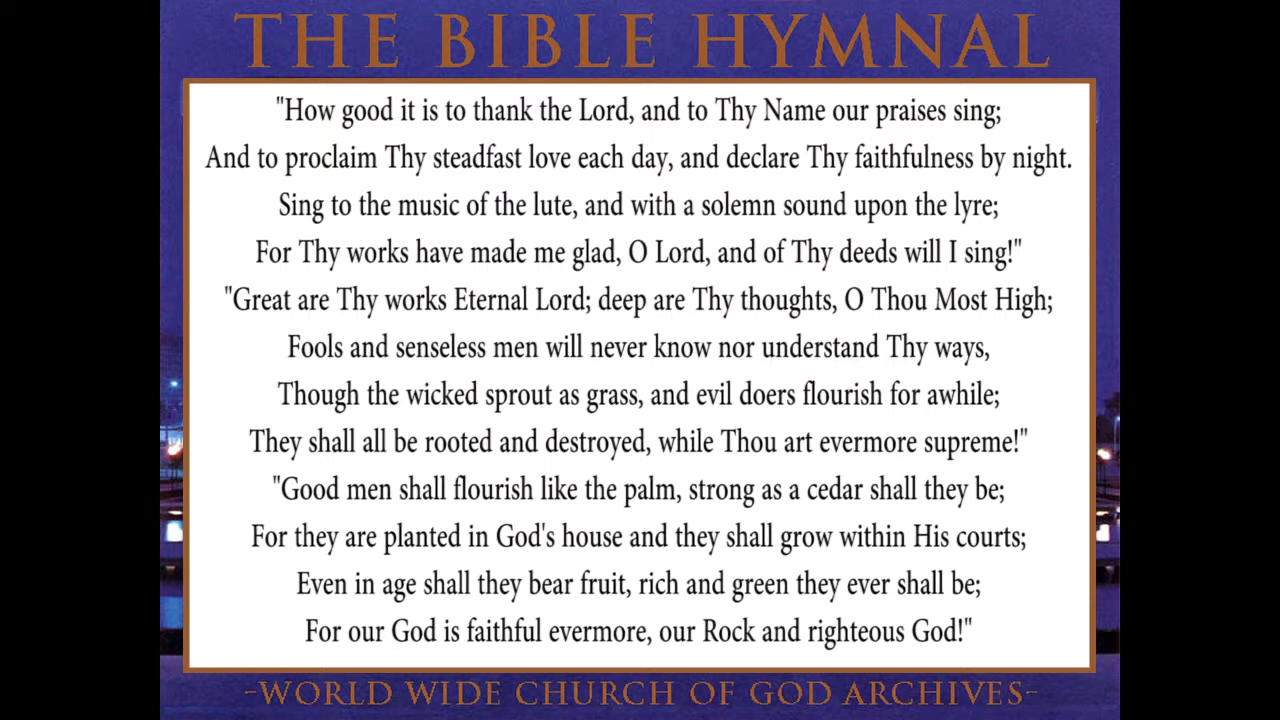 THE BIBLE HYMNAL
"How good it is to thank the Lord, and to Thy Name our praises sing;
And to proclaim Thy steadfast love each day, and declare Thy faithfulness by night.
Sing to the music of the lute, and with a solemn sound upon the lyre;
For Thy works have made me glad, O Lord, and of Thy deeds will I sing!"
"Great are Thy works Eternal Lord; deep are Thy thoughts, O Thou Most High;
Fools and senseless men will never know nor understand Thy ways,
Though the wicked sprout as grass, and evil doers flourish for awhile;
They shall all be rooted and destroyed, while Thou art evermore supreme!"
"Good men shall flourish like the palm, strong as a cedar shall they be;
For they are planted in God's house and they shall grow within His courts;
Even in age shall they bear fruit, rich and green they ever shall be;
For our God is faithful evermore, our Rock and righteous God!"
-WORLD WIDE CHURCH OF GOD ARCHIVES-